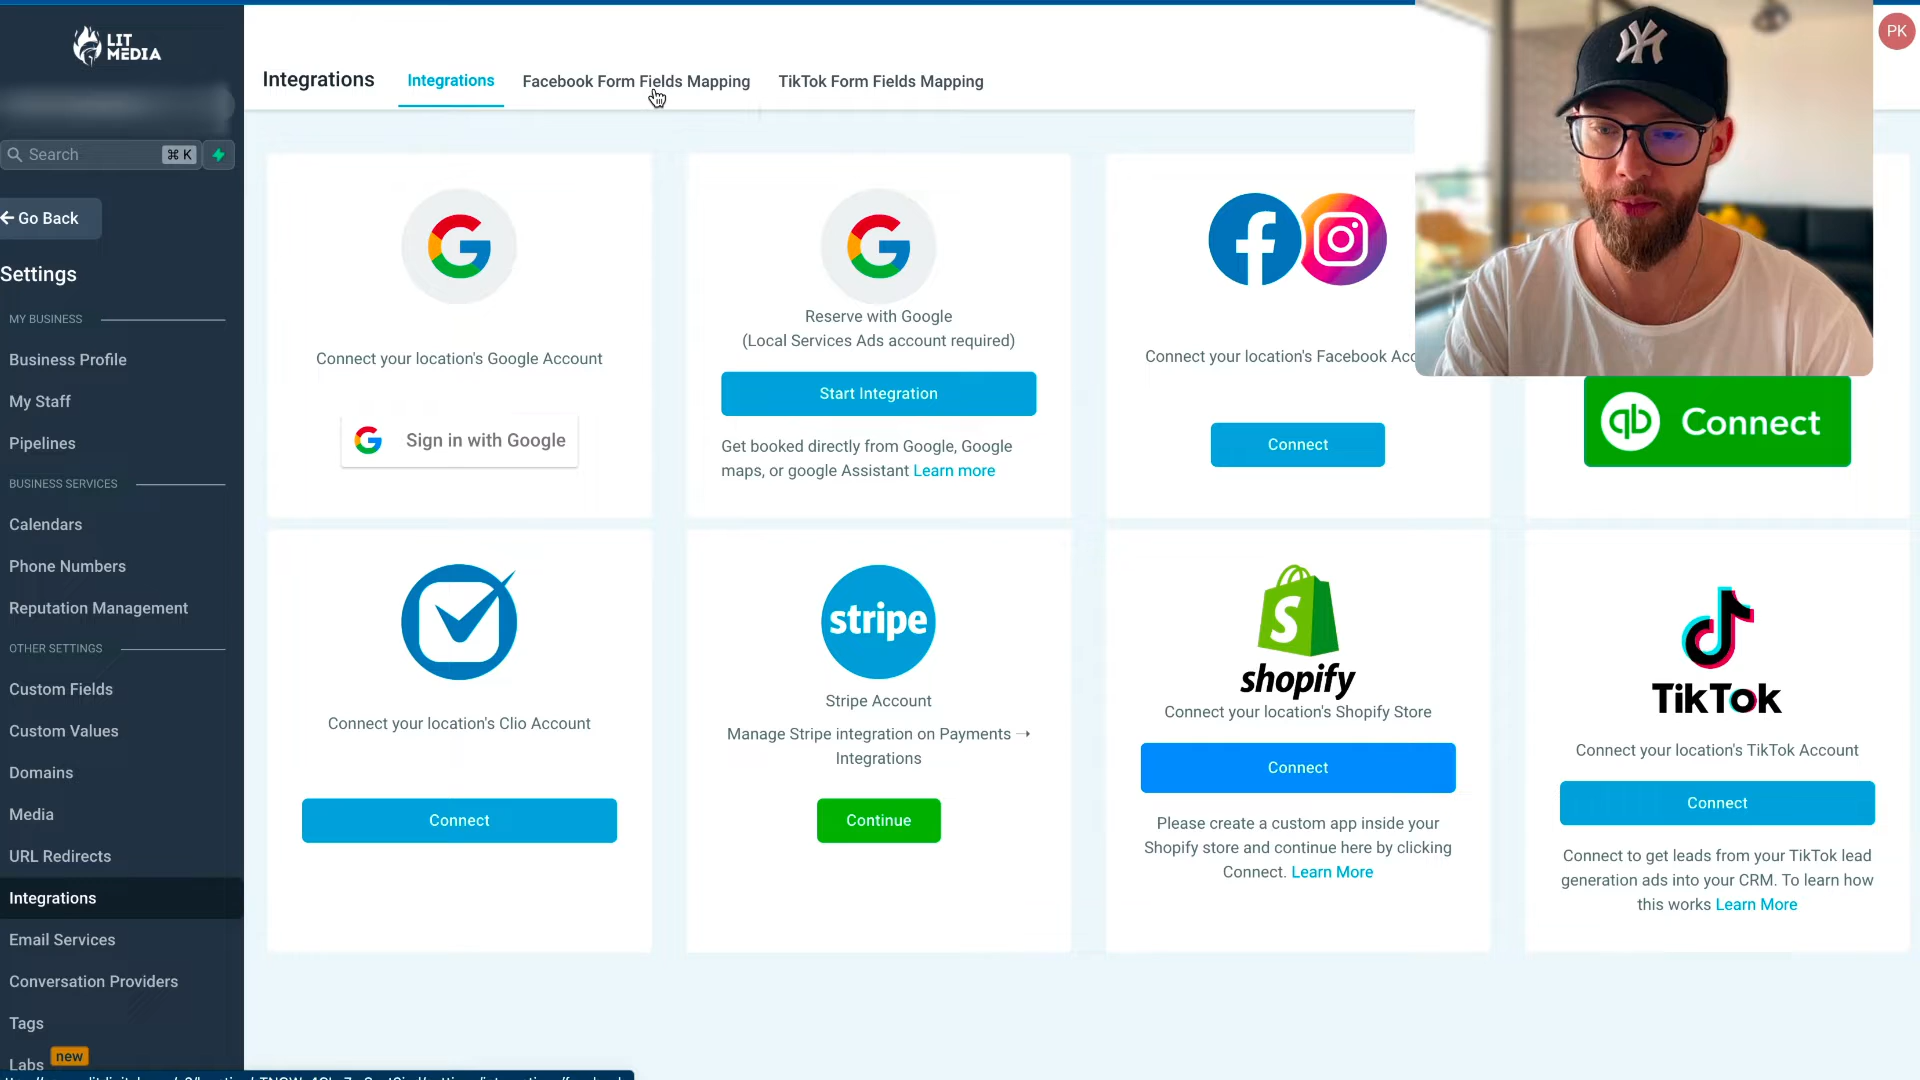 LIT
MEDIA
Search
⌘ K
Go Back
Settings
MY BUSINESS
Business Profile
My Staff
Pipelines
BUSINESS SERVICES
Calendars
Phone Numbers
Reputation Management
OTHER SETTINGS
Custom Fields
Custom Values
Domains
Media
URL Redirects
Integrations
Email Services
Conversation Providers
Tags
Labs new
Integrations
Integrations
Facebook Form Fields Mapping
TikTok Form Fields Mapping
PK
Connect your location's Google Account
Sign in with Google
Reserve with Google
(Local Services Ads account required)
Start Integration
Get booked directly from Google, Google
maps, or google Assistant Learn more
Connect your location's Facebook
Connect
qb Connect
Connect your location's Clio Account
Connect
stripe
Stripe Account
Manage Stripe integration on Payments →
Integrations
Continue
shopify
Connect your location's Shopify Store
Connect
Please create a custom app inside your
Shopify store and continue here by clicking
Connect. Learn More
TikTok
Connect your location's TikTok Account
Connect
Connect to get leads from your TikTok lead
generation ads into your CRM. To learn how
this works Learn More